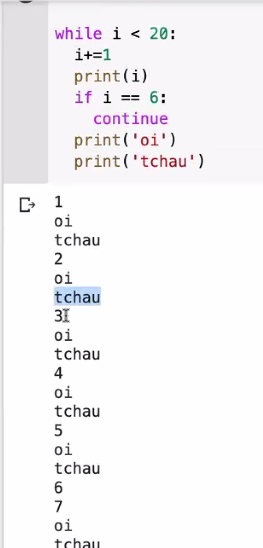 while i < 20:
  i+=1
  print(i)
  if i == 6:
    continue
  print('oi')
  print('tchau')
1
oi
tchau
2
oi
tchau
3
oi
tchau
4
oi
tchau
5
oi
tchau
6
7
oi
tchau